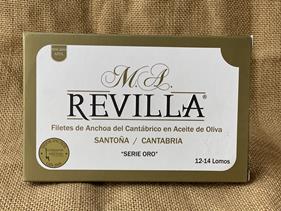 M.A.
REVILLA®
Filetes de Anchoa del Cantábrico en Aceite de Oliva
SANTOÑA / CANTABRIA
"SERIE ORO"
12-14 Lomos